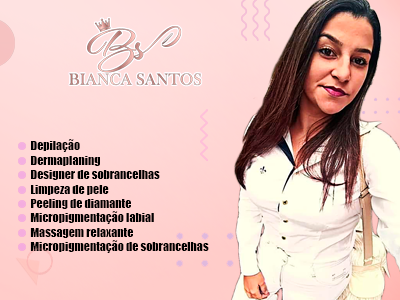 Bs
BIANCA SANTOS
Depilação
Dermaplaning
Designer de sobrancelhas
Limpeza de pele
Peeling de diamante
Micropigmentação labial
Massagem relaxante
Micropigmentação de sobrancelhas